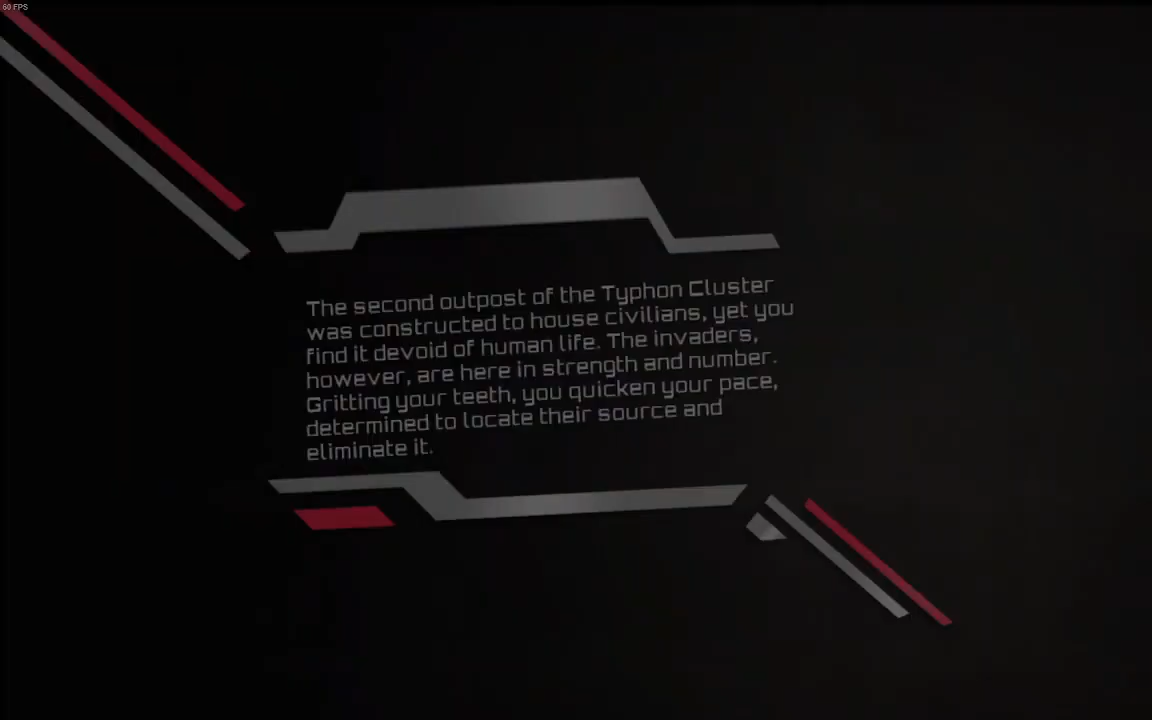 60 FPS
The second outpost of the Typhon Cluster
was constructed to house civilians, yet you
find it devoid of human life. The invaders,
however, are here in strength and number.
Gritting your teeth, you quicken your pace,
determined to locate their source and
eliminate it.